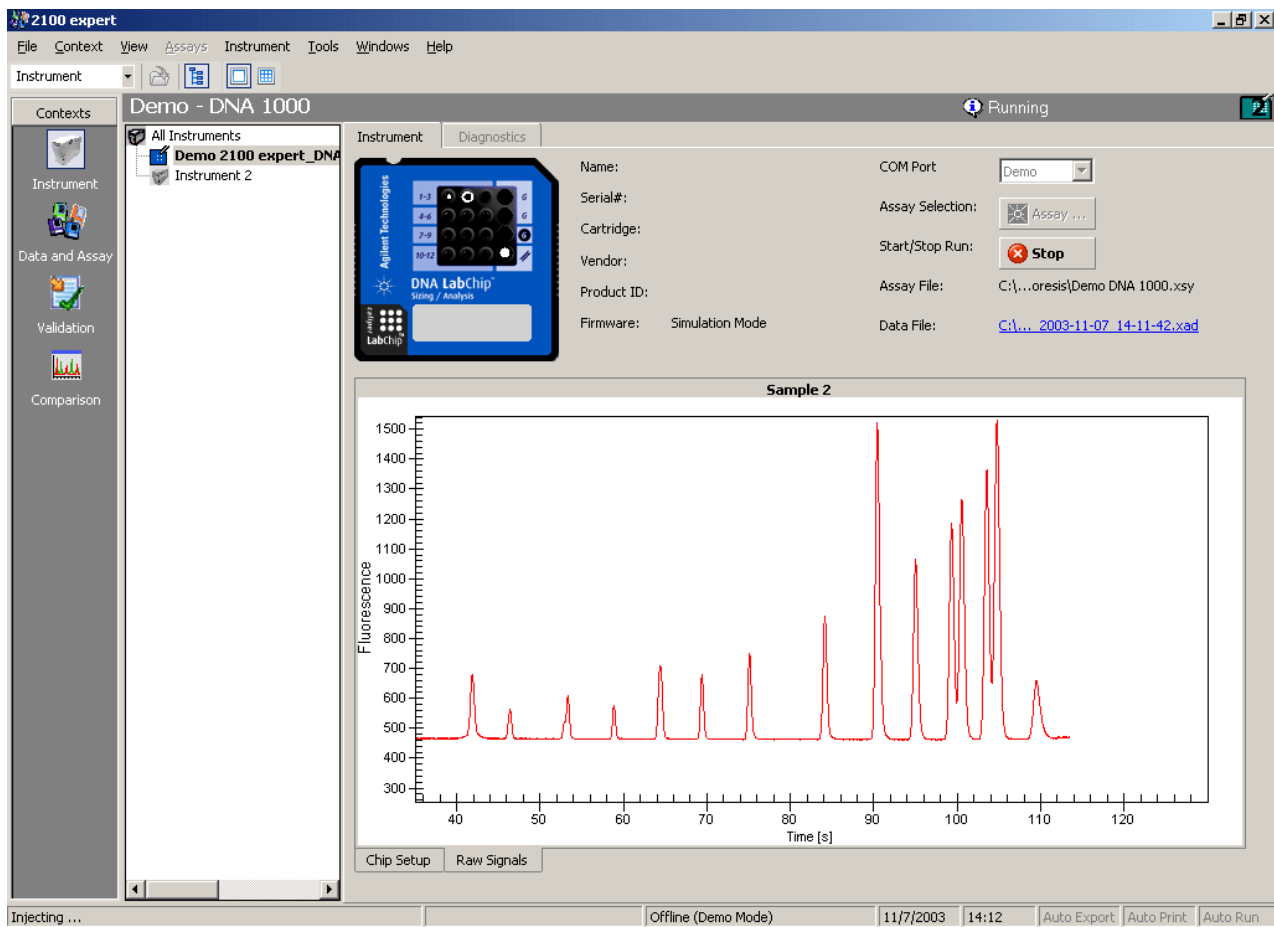 2100 expert
File Context View Assays Instrument Tools Windows Help
Instrument
Contexts
Instrument
Data and Assay
Validation
Comparison
Demo - DNA 1000
Running
All Instruments
Demo 2100 expert_DNA
Instrument 2
Instrument Diagnostics
Agilent Technologies
1-3 6
4-6 6
7-9 G
10-12
DNA LabChip
Sizing / Analysis
caliper
LabChip
Name:
Serial#:
Cartridge:
Vendor:
Product ID:
Firmware: Simulation Mode
COM Port Demo
Assay Selection: Assay ...
Start/Stop Run: Stop
Assay File: C:\...oresis\Demo DNA 1000.xsy
Data File: C:\... 2003-11-07 14-11-42.xad
Sample 2
Fluorescence
1500
1400
1300
1200
1100
1000
900
800
700
600
500
400
300
40 50 60 70 80 90 100 110 120
Time [s]
Chip Setup Raw Signals
Injecting ... Offline (Demo Mode) 11/7/2003 14:12 Auto Export Auto Print Auto Run